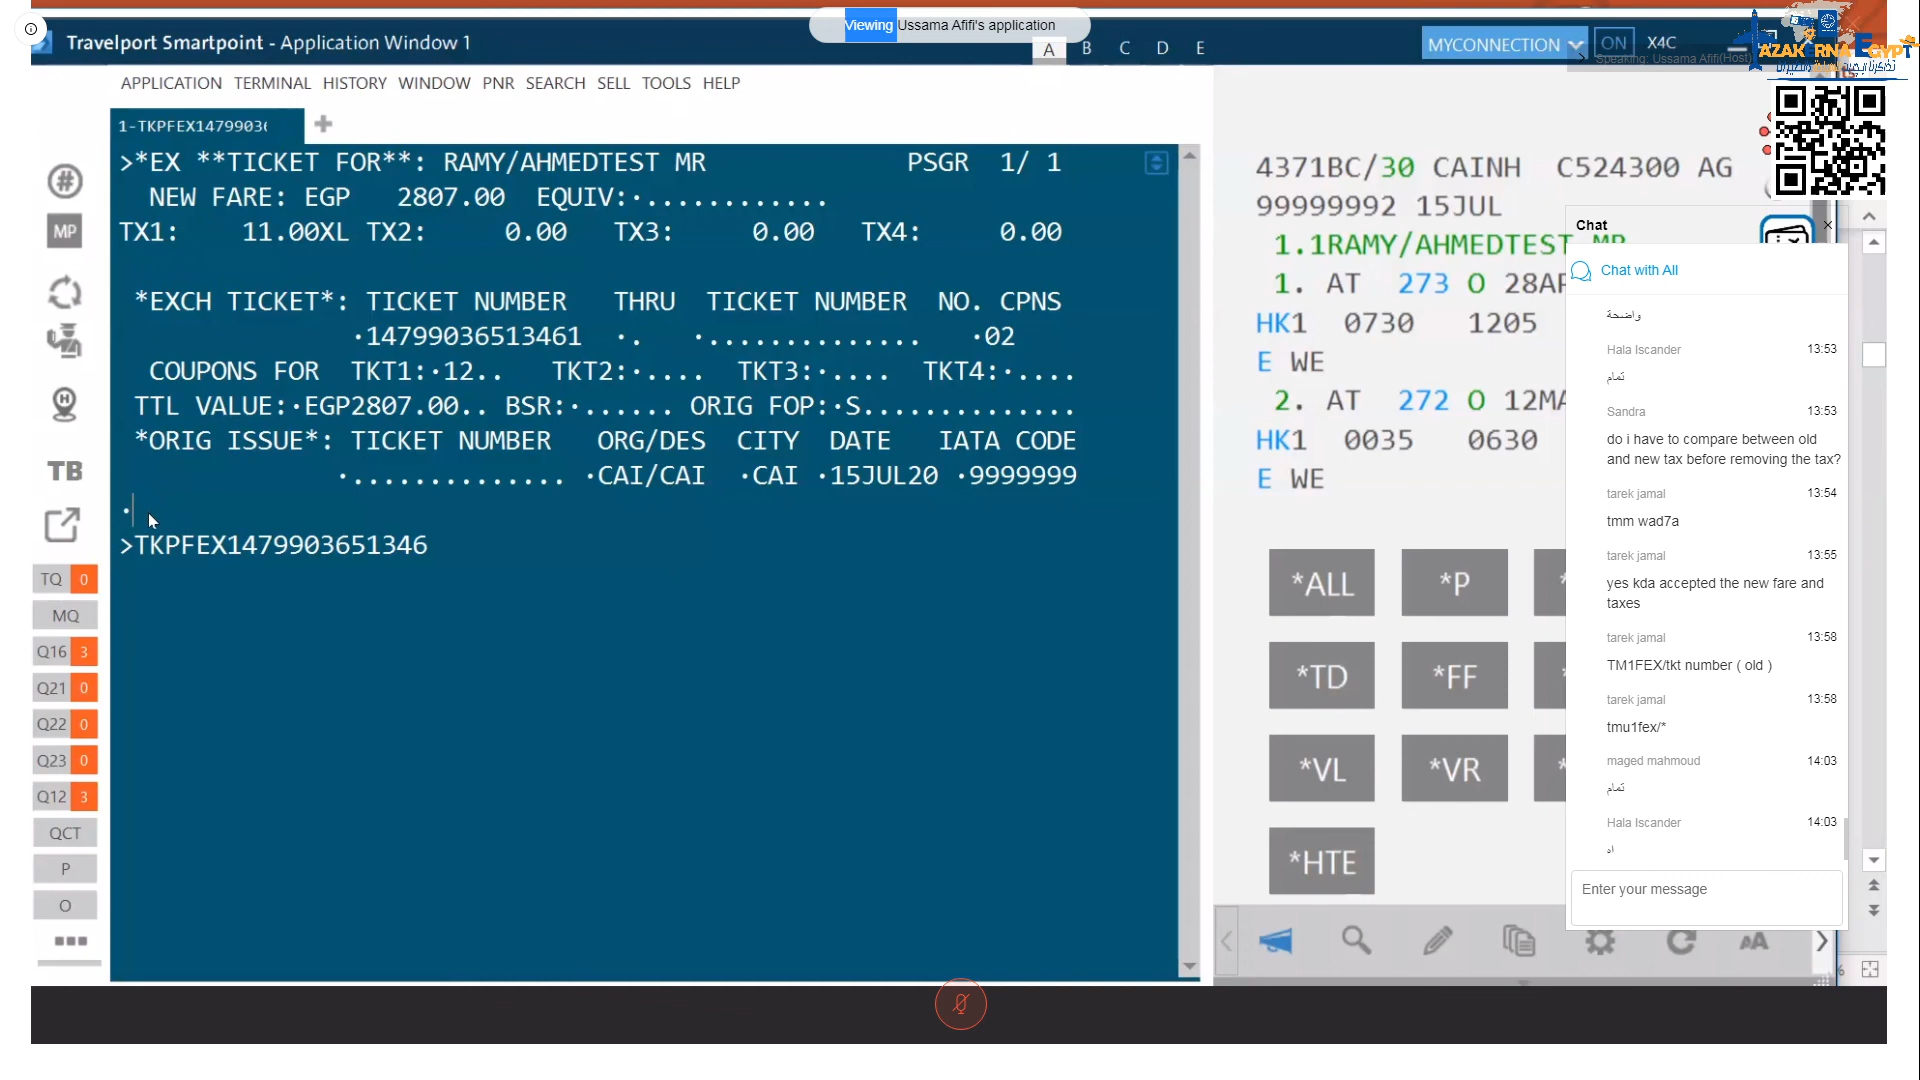 Viewing Ussama Afifi's application
Travelport Smartpoint - Application Window 1
A B C D E
MYCONNECTION ON X4C
Speaking: Ussama Afifi(Host)
APPLICATION TERMINAL HISTORY WINDOW PNR SEARCH SELL TOOLS HELP
1-TKPFEX1479903
>*EX **TICKET FOR**: RAMY/AHMEDTEST MR PSGR 1/ 1
NEW FARE: EGP 2807.00 EQUIV:·............
TX1: 11.00XL TX2: 0.00 TX3: 0.00 TX4: 0.00
*EXCH TICKET*: TICKET NUMBER THRU TICKET NUMBER NO. CPNS
·14799036513461 ·. ·.............. ·02
COUPONS FOR TKT1:·12.. TKT2:·.... TKT3:·.... TKT4:·....
TTL VALUE:·EGP2807.00.. BSR:·...... ORIG FOP:·S..............
*ORIG ISSUE*: TICKET NUMBER ORG/DES CITY DATE IATA CODE
·.............. ·CAI/CAI ·CAI ·15JUL20 ·9999999
·
>TKPFEX1479903651346
#
MP
H
TB
TQ 0
MQ
Q16 3
Q21 0
Q22 0
Q23 0
Q12 3
QCT
P
O
4371BC/30 CAINH C524300 AG
99999992 15JUL
1.1RAMY/AHMEDTEST MR
1. AT 273 O 28AP
HK1 0730 1205
E WE
2. AT 272 O 12MA
HK1 0035 0630
E WE
*ALL *P
*TD *FF
*VL *VR
*HTE
AA
Chat
Chat with All
واضحة
Hala Iscander 13:53
تمام
Sandra 13:53
do i have to compare between old
and new tax before removing the tax?
tarek jamal 13:54
tmm wad7a
tarek jamal 13:55
yes kda accepted the new fare and
taxes
tarek jamal 13:58
TM1FEX/tkt number ( old )
tarek jamal 13:58
tmu1fex/*
maged mahmoud 14:03
تمام
Hala Iscander 14:03
اه
Enter your message